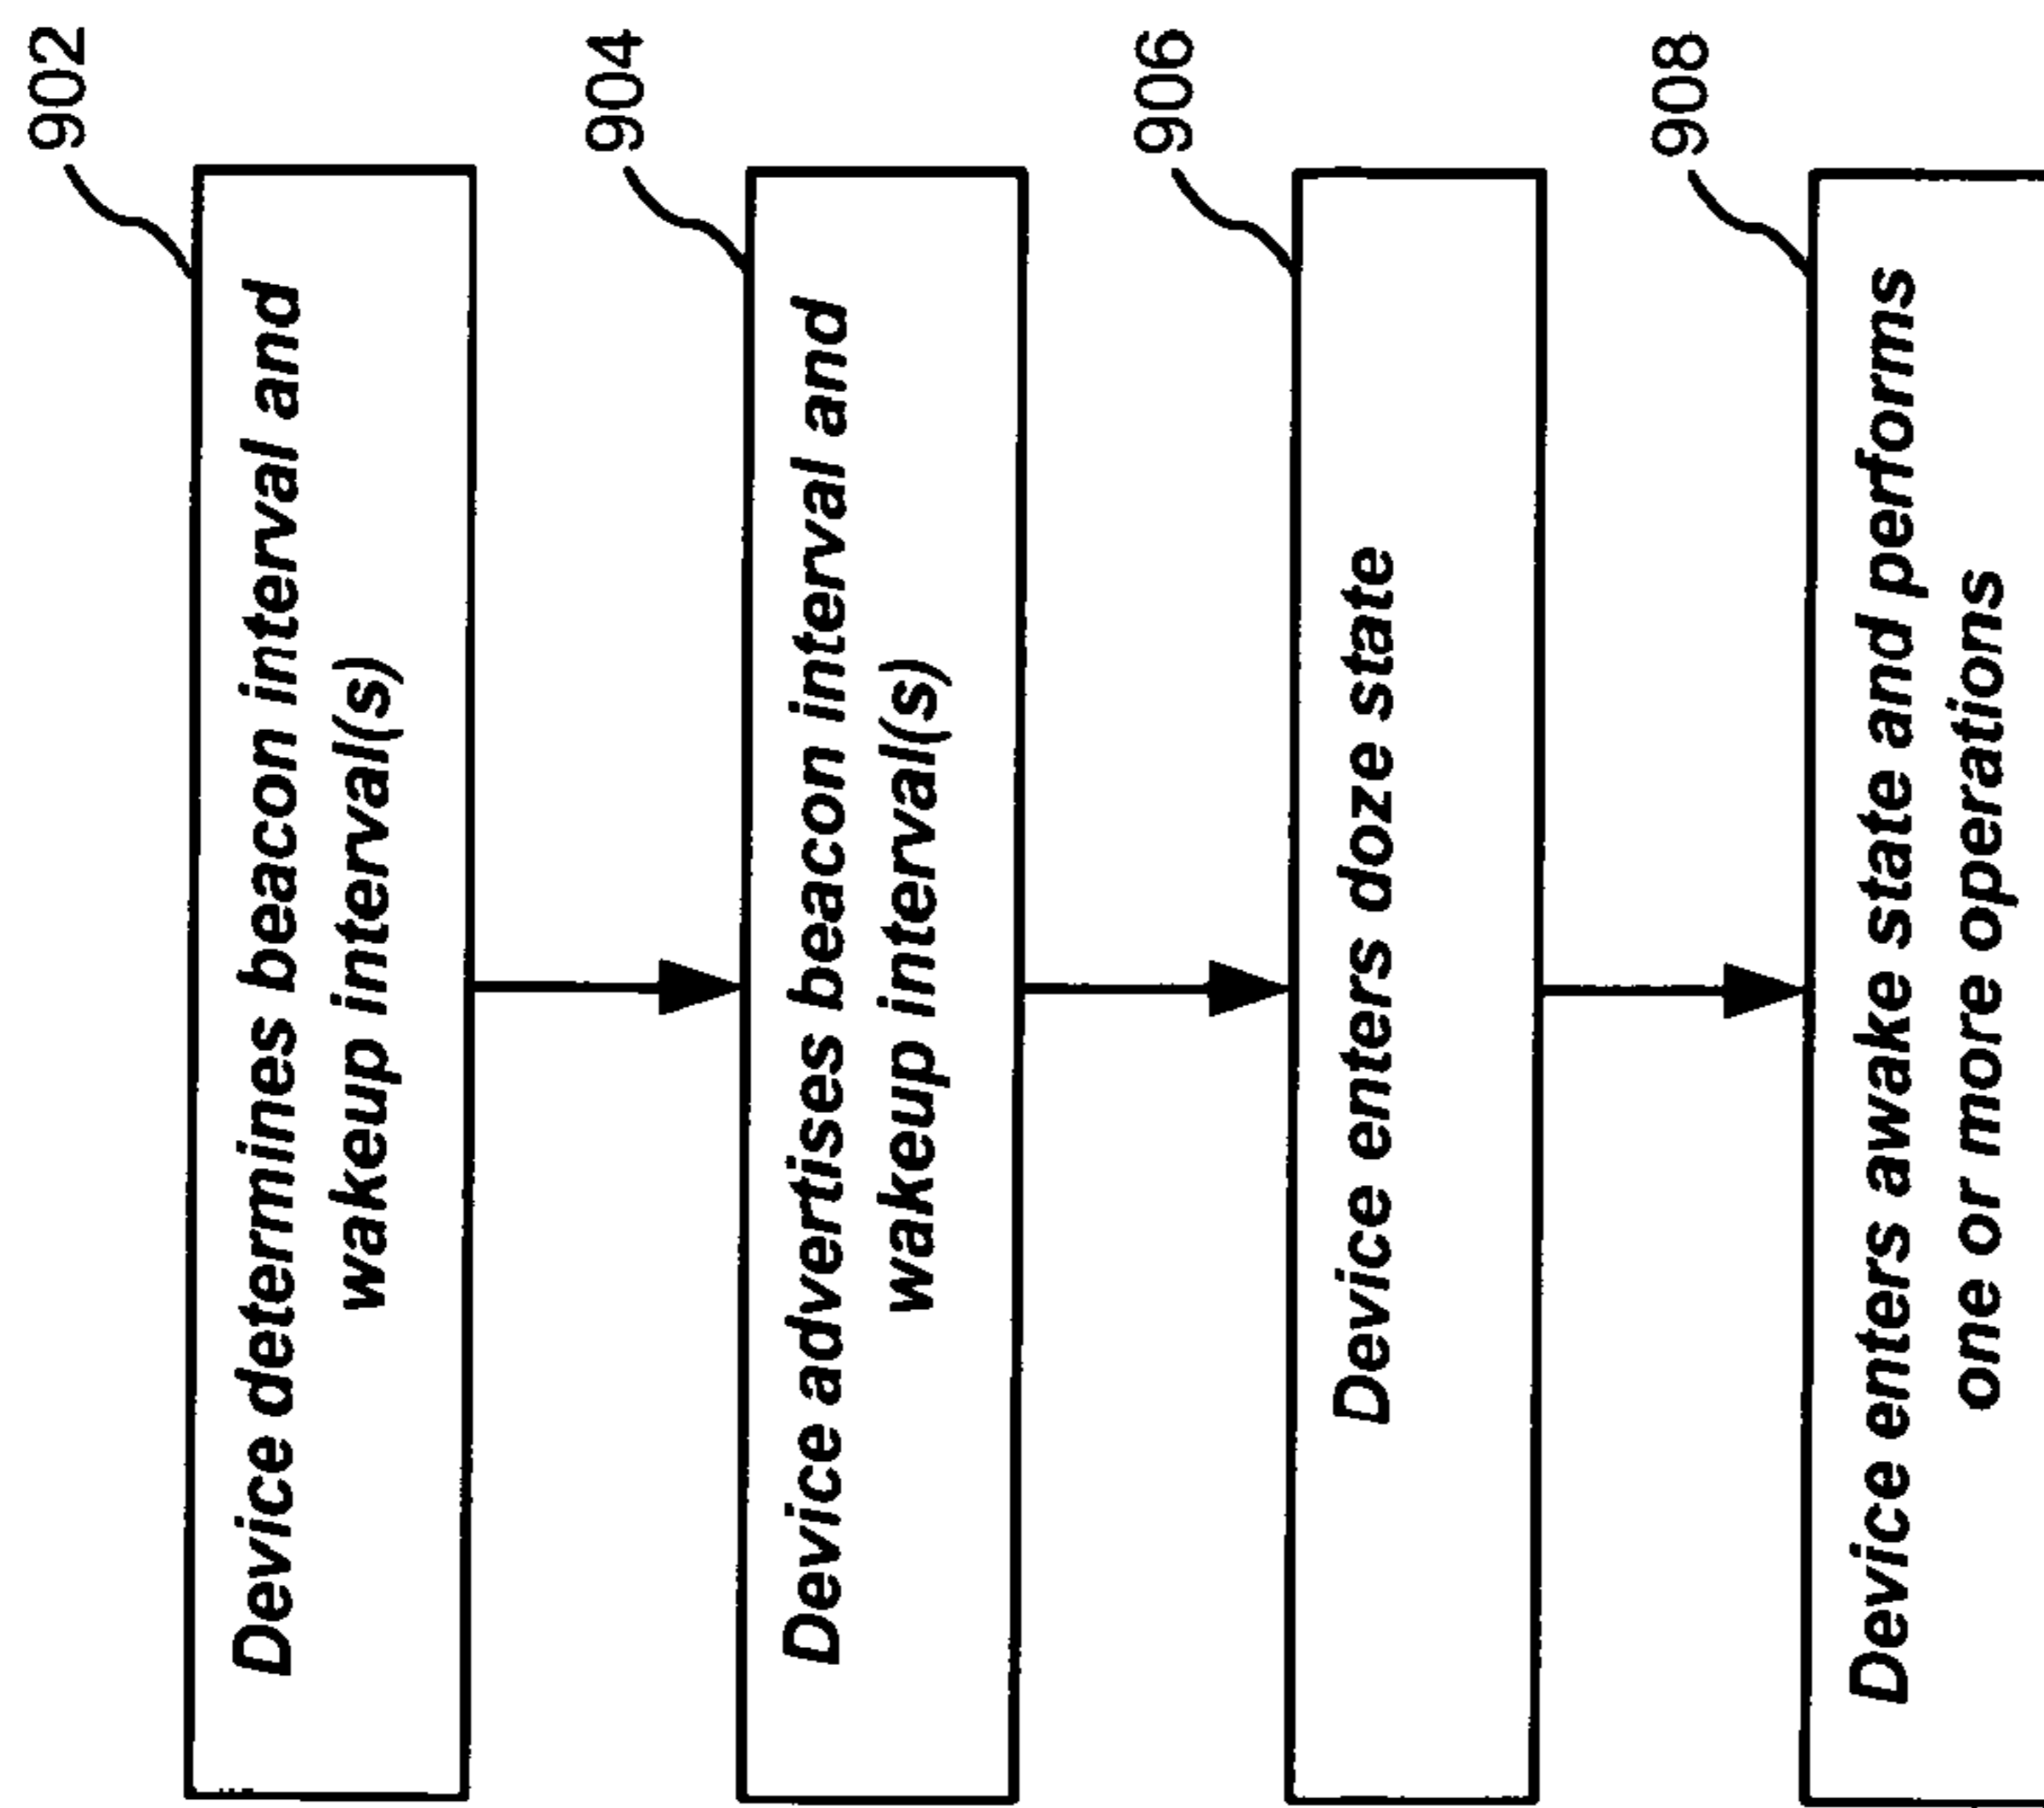 902
Device determines beacon interval and
wakeup interval(s)
904
Device advertises beacon interval and
wakeup interval(s)
906
Device enters doze state
908
Device enters awake state and performs
one or more operations